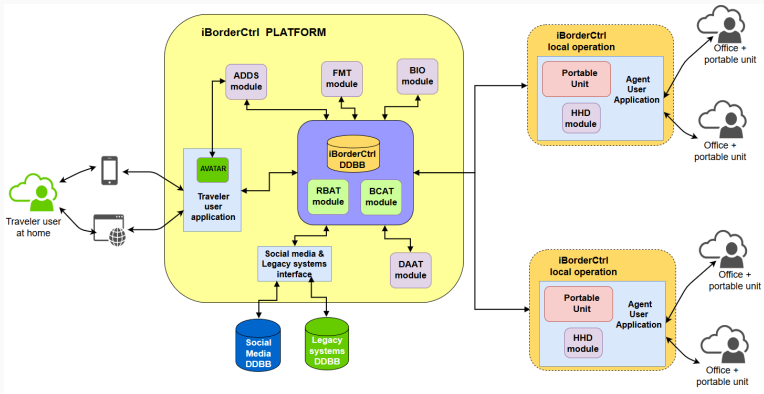 iBorderCtrl PLATFORM
ADDS
module
FMT
module
BIO
module
iBorderCtrl
DDBB
RBAT
module
BCAT
module
AVATAR
Traveler
user
application
Social media &
Legacy systems
interface
DAAT
module
Social
Media
DDBB
Legacy
systems
DDBB
Traveler user
at home
iBorderCtrl
local operation
Portable
Unit
HHD
module
Agent
User
Application
Office +
portable unit
Office +
portable unit
iBorderCtrl
local operation
Portable
Unit
HHD
module
Agent
User
Application
Office +
portable unit
Office +
portable unit